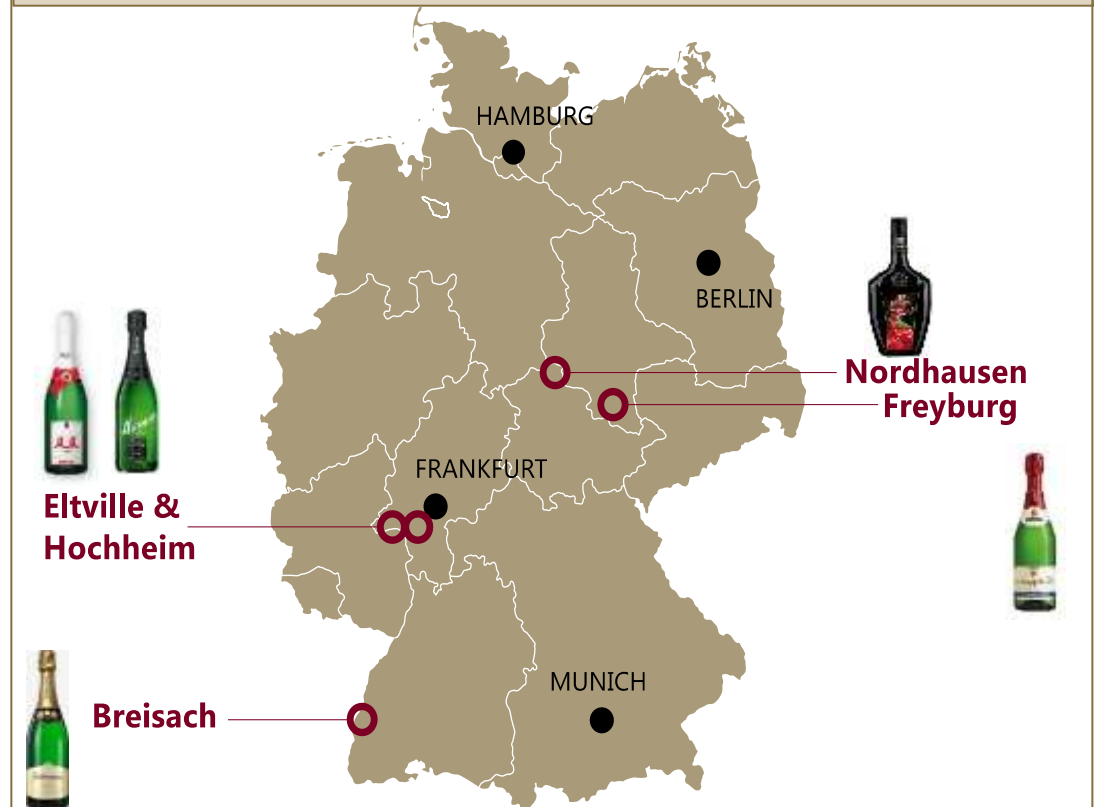 HAMBURG
BERLIN
Nordhausen
Freyburg
FRANKFURT
Eltville &
Hochheim
MUNICH
Breisach